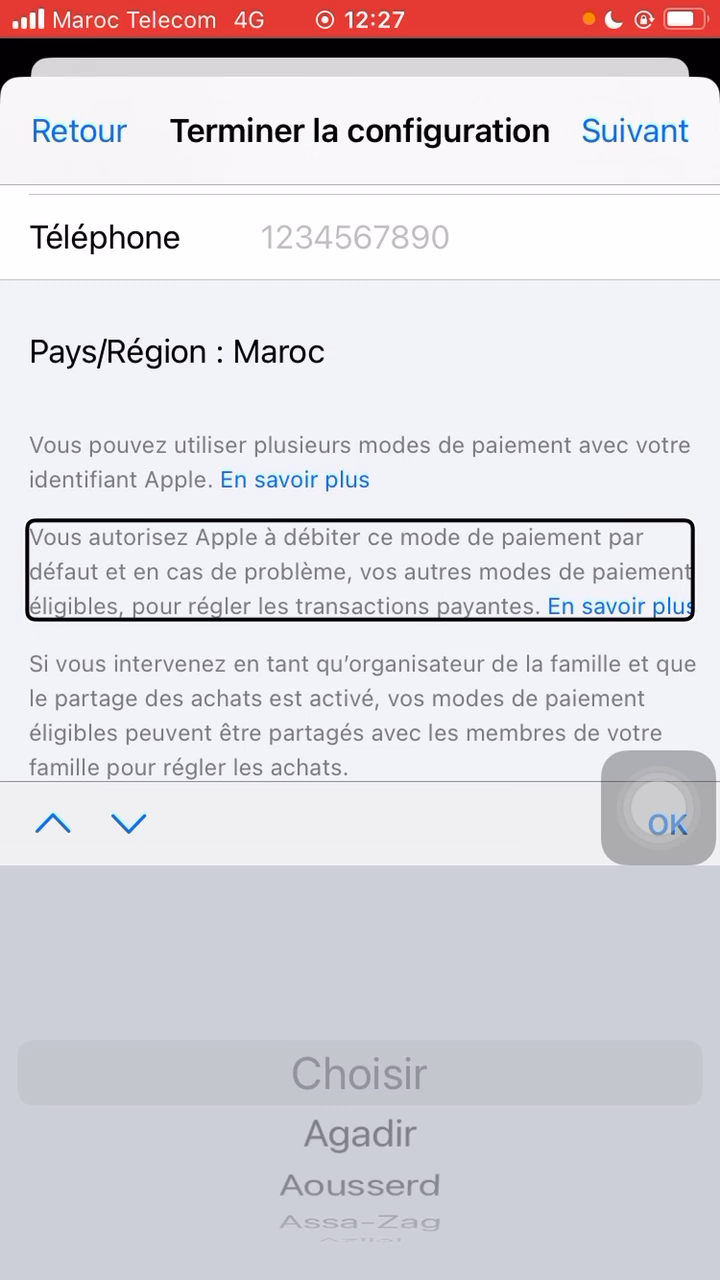 Maroc Telecom 4G 12:27
Retour Terminer la configuration Suivant
Téléphone 1234567890
Pays/Région : Maroc
Vous pouvez utiliser plusieurs modes de paiement avec votre
identifiant Apple. En savoir plus
Vous autorisez Apple à débiter ce mode de paiement par
défaut et en cas de problème, vos autres modes de paiement
éligibles, pour régler les transactions payantes. En savoir plus
Si vous intervenez en tant qu’organisateur de la famille et que
le partage des achats est activé, vos modes de paiement
éligibles peuvent être partagés avec les membres de votre
famille pour régler les achats.
OK
Choisir
Agadir
Aousserd
Assa-Zag